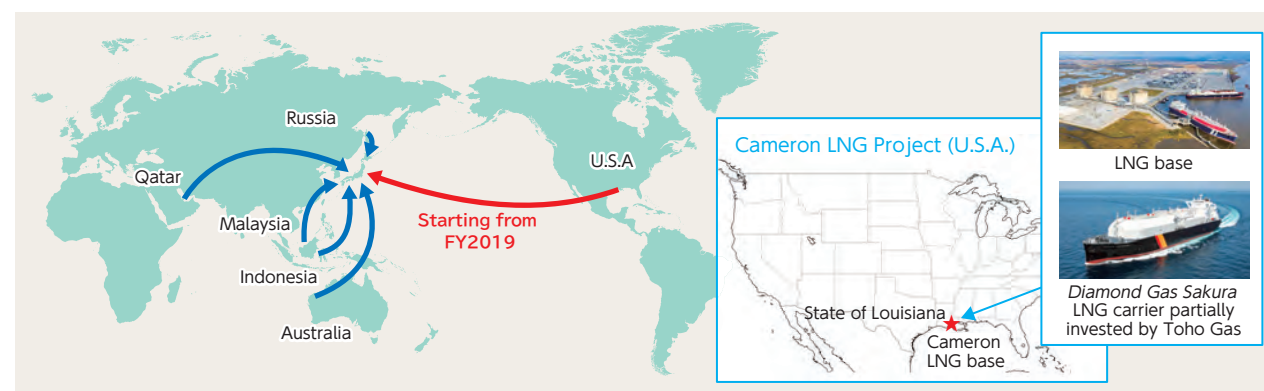 Russia
Qatar
U.S.A
Malaysia
Starting from
FY2019
Indonesia
Australia
Cameron LNG Project (U.S.A.)
State of Louisiana
Cameron
LNG base
LNG base
Diamond Gas Sakura
LNG carrier partially
invested by Toho Gas